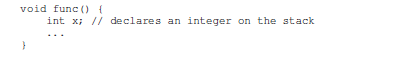 void func() {
    int x; // declares an integer on the stack
    ...
}